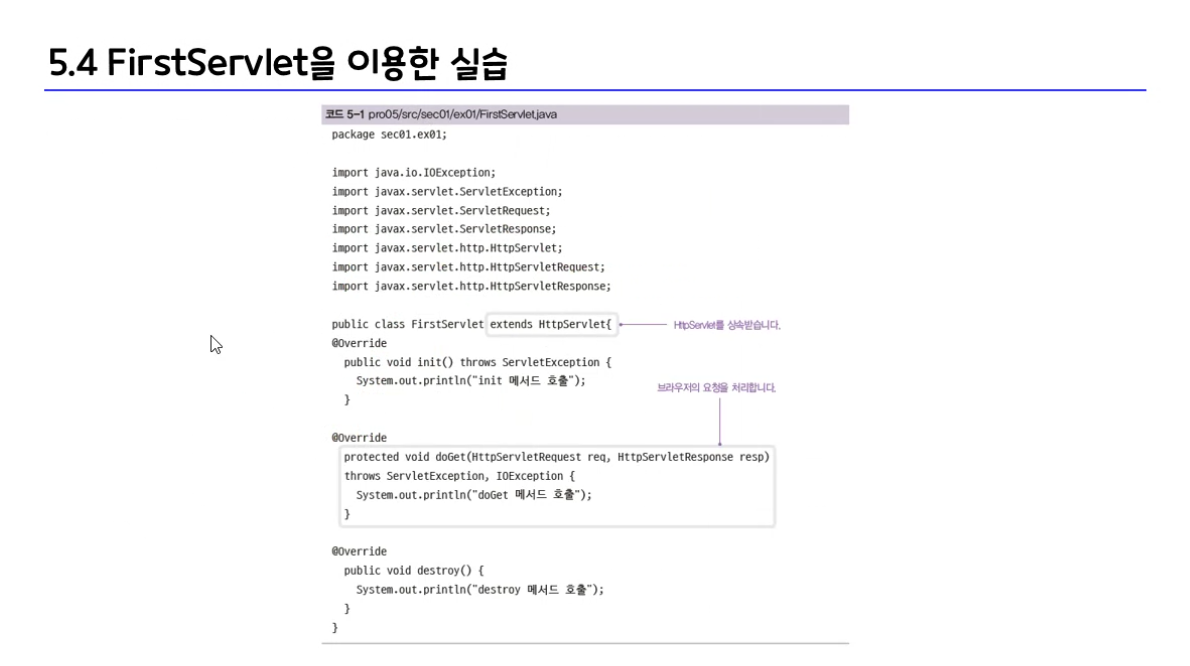 5.4 FirstServlet을 이용한 실습
코드 5-1 pro05/src/sec01/ex01/FirstServlet.java
package sec01.ex01;
import java.io.IOException;
import javax.servlet.ServletException;
import javax.servlet.ServletRequest;
import javax.servlet.ServletResponse;
import javax.servlet.http.HttpServlet;
import javax.servlet.http.HttpServletRequest;
import javax.servlet.http.HttpServletResponse;
public class FirstServlet extends HttpServlet{
HttpServlet를 상속받습니다.
@Override
public void init() throws ServletException {
System.out.println("init 메서드 호출");
}
브라우저의 요청을 처리합니다.
@Override
protected void doGet(HttpServletRequest req, HttpServletResponse resp)
throws ServletException, IOException {
System.out.println("doGet 메서드 호출");
}
@Override
public void destroy() {
System.out.println("destroy 메서드 호출");
}
}